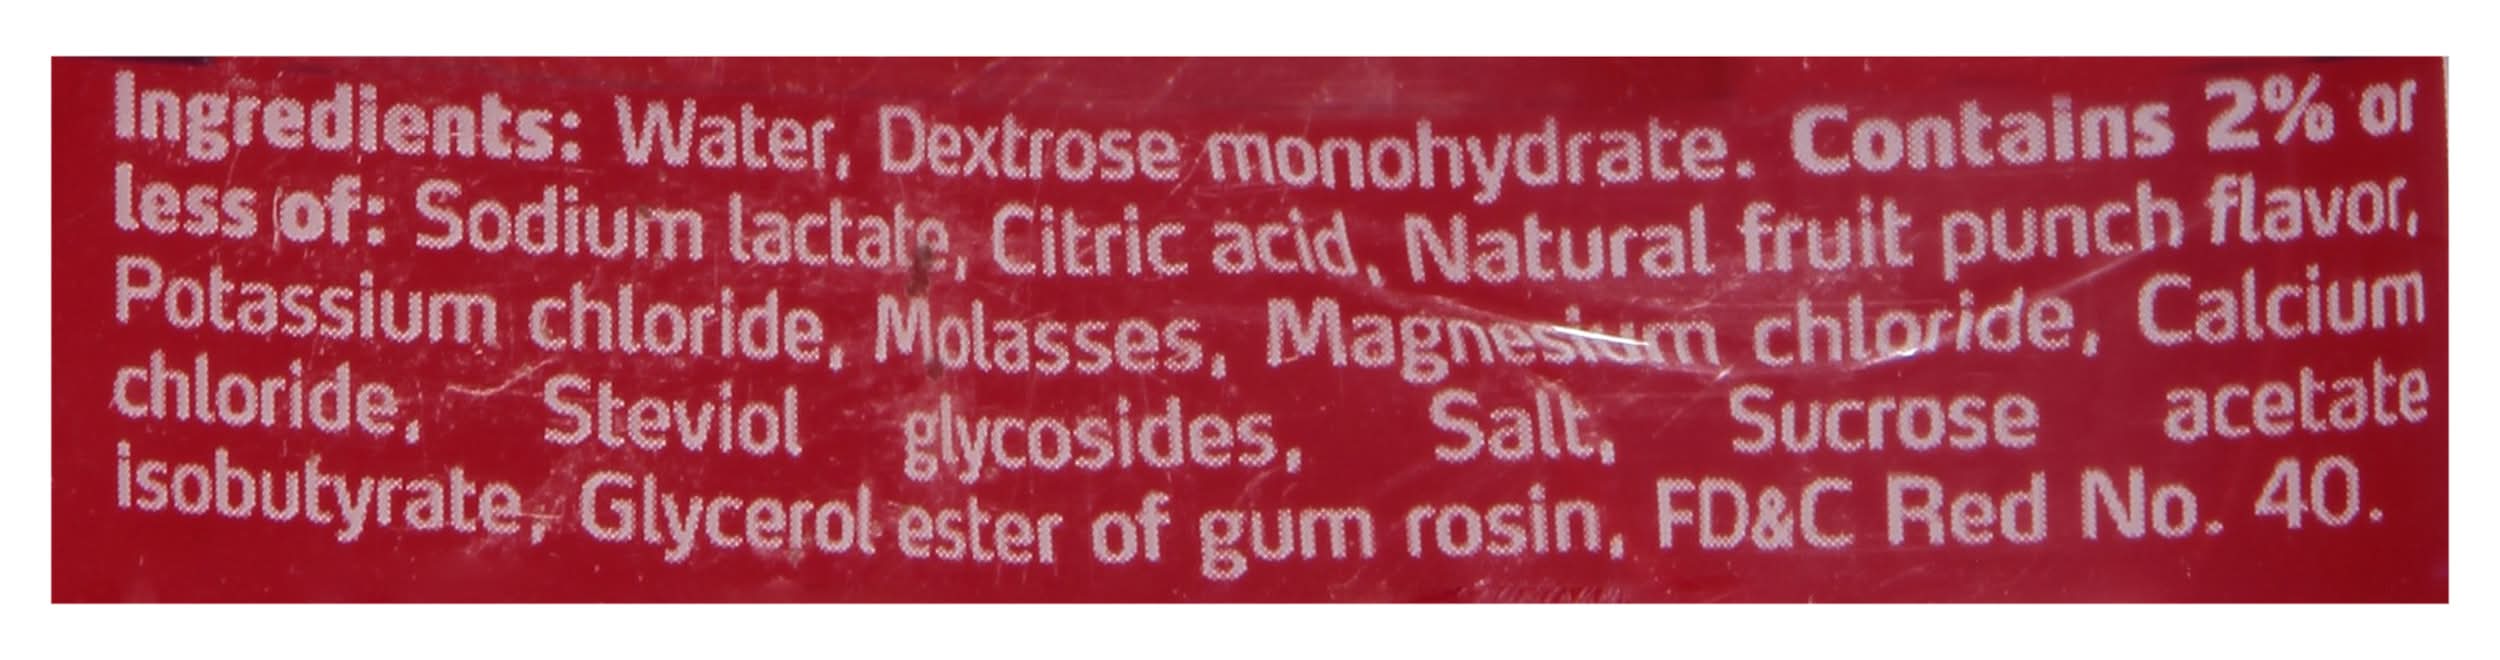 Ingredients: Water, Dextrose monohydrate. Contains 2% or
less of: Sodium lactate, Citric acid, Natural fruit punch flavor,
Potassium chloride, Molasses, Magnesium chloride, Calcium
chloride, Steviol glycosides, Salt, Sucrose acetate
isobutyrate, Glycerol ester of gum rosin, FD&C Red No. 40.